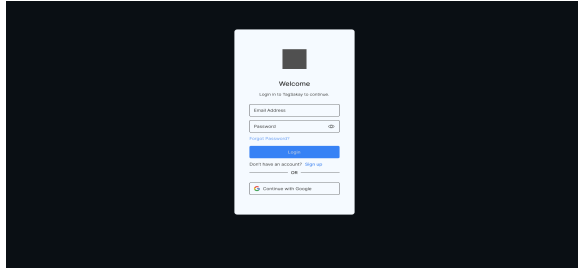 Welcome
Login in to TegSekey to continue.
Email Address
Password
Forgot Password?
Login
Don't have an account? Sign up
OR
Continue with Google